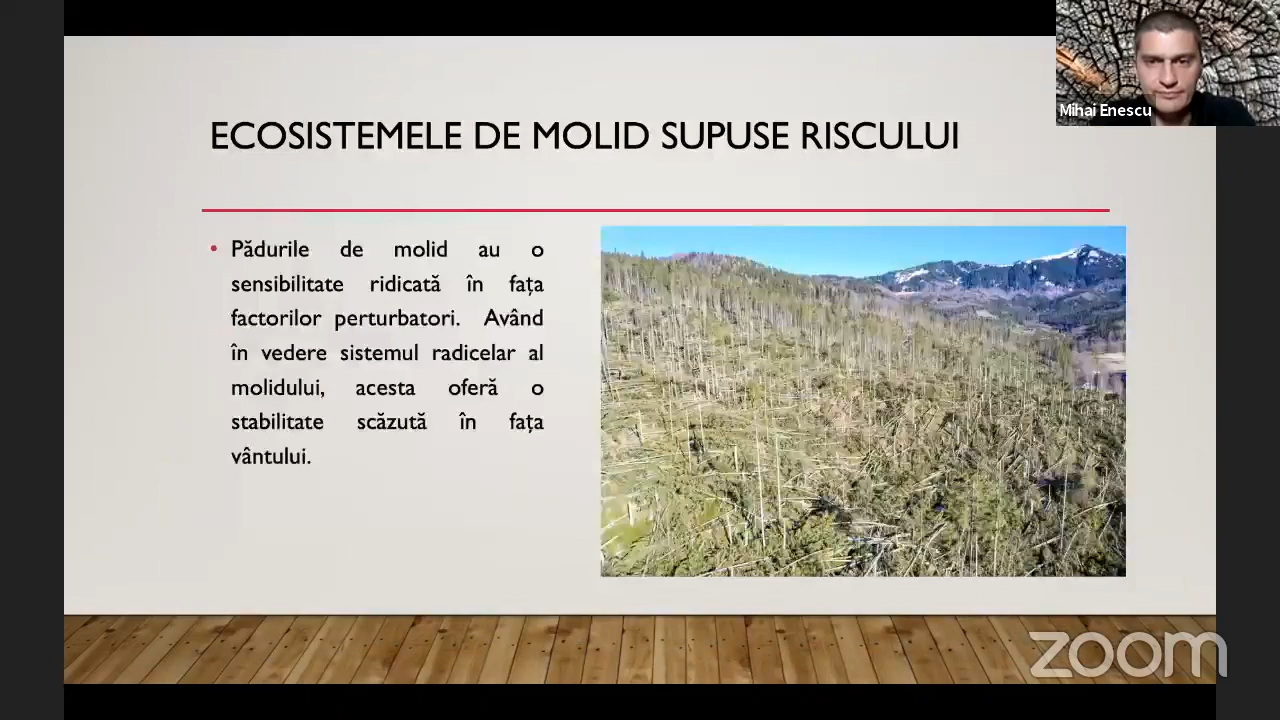 Mihai Enescu
ECOSISTEMELE DE MOLID SUPUSE RISCULUI
• Pădurile de molid au o
sensibilitate ridicată în fața
factorilor perturbatori. Având
în vedere sistemul radicelar al
molidului, acesta oferă o
stabilitate scăzută în fața
vântului.
zoom